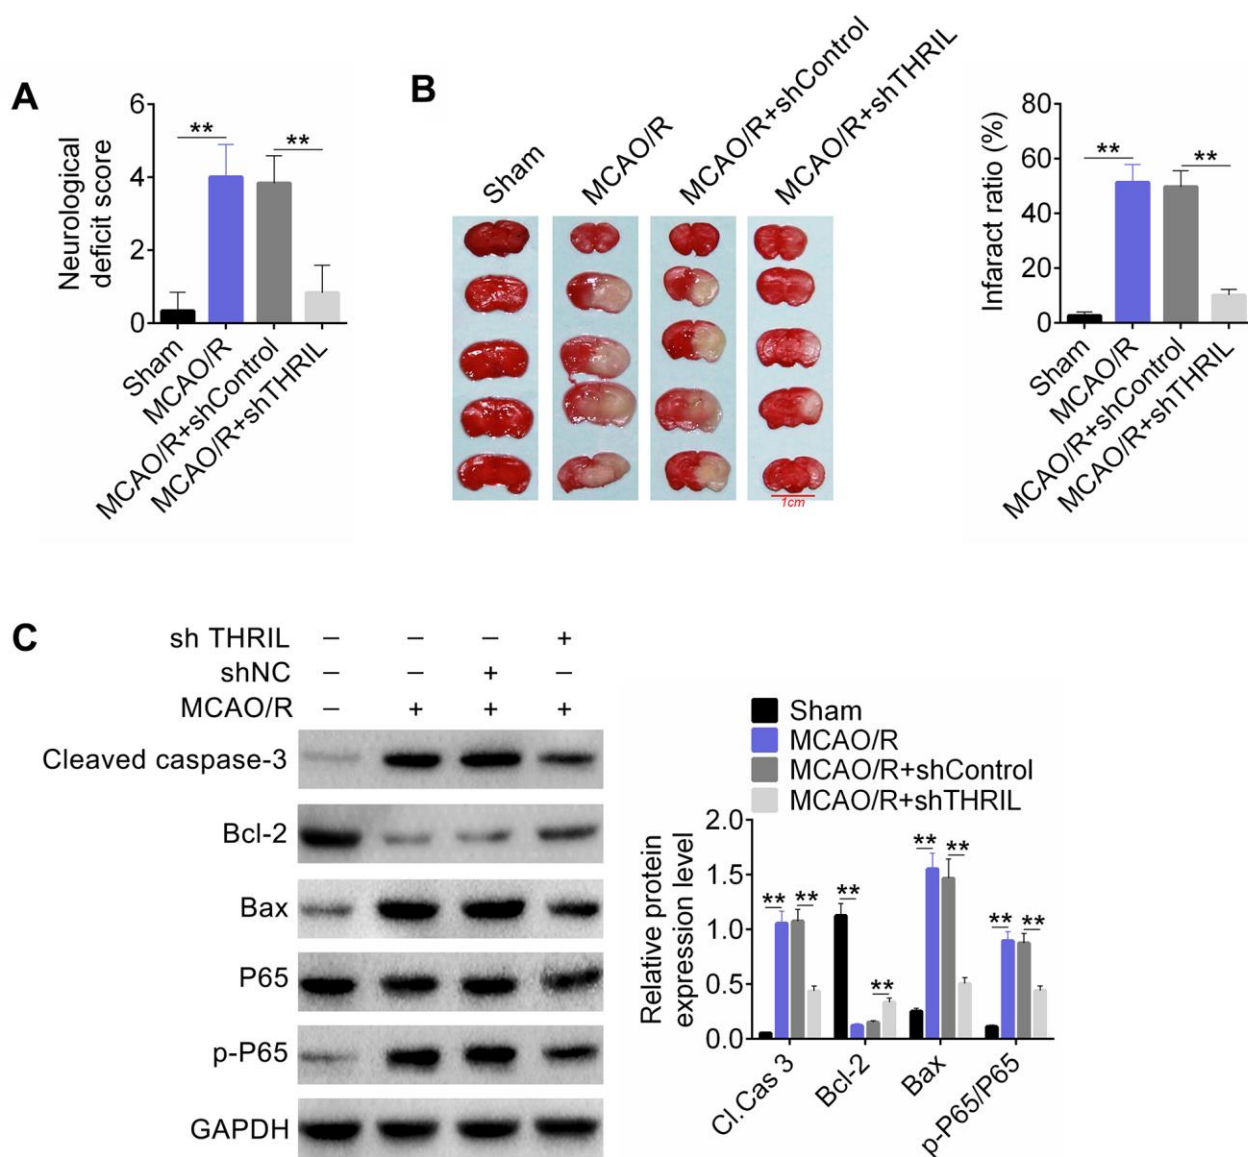 A
Neurological
deficit score
6
4
2
0
**
**
Sham
MCAO/R
MCAO/R+shControl
MCAO/R+shTHRIL
B
Sham
MCAO/R
MCAO/R+shControl
MCAO/R+shTHRIL
1cm
Infaract ratio (%)
80
60
40
20
0
**
**
Sham
MCAO/R
MCAO/R+shControl
MCAO/R+shTHRIL
C
sh THRIL – – – +
shNC – – + –
MCAO/R – + + +
Cleaved caspase-3
Bcl-2
Bax
P65
p-P65
GAPDH
Sham
MCAO/R
MCAO/R+shControl
MCAO/R+shTHRIL
Relative protein
expression level
2.0
1.5
1.0
0.5
0.0
** ** ** ** ** ** ** **
Cl.Cas 3
Bcl-2
Bax
p-P65/P65